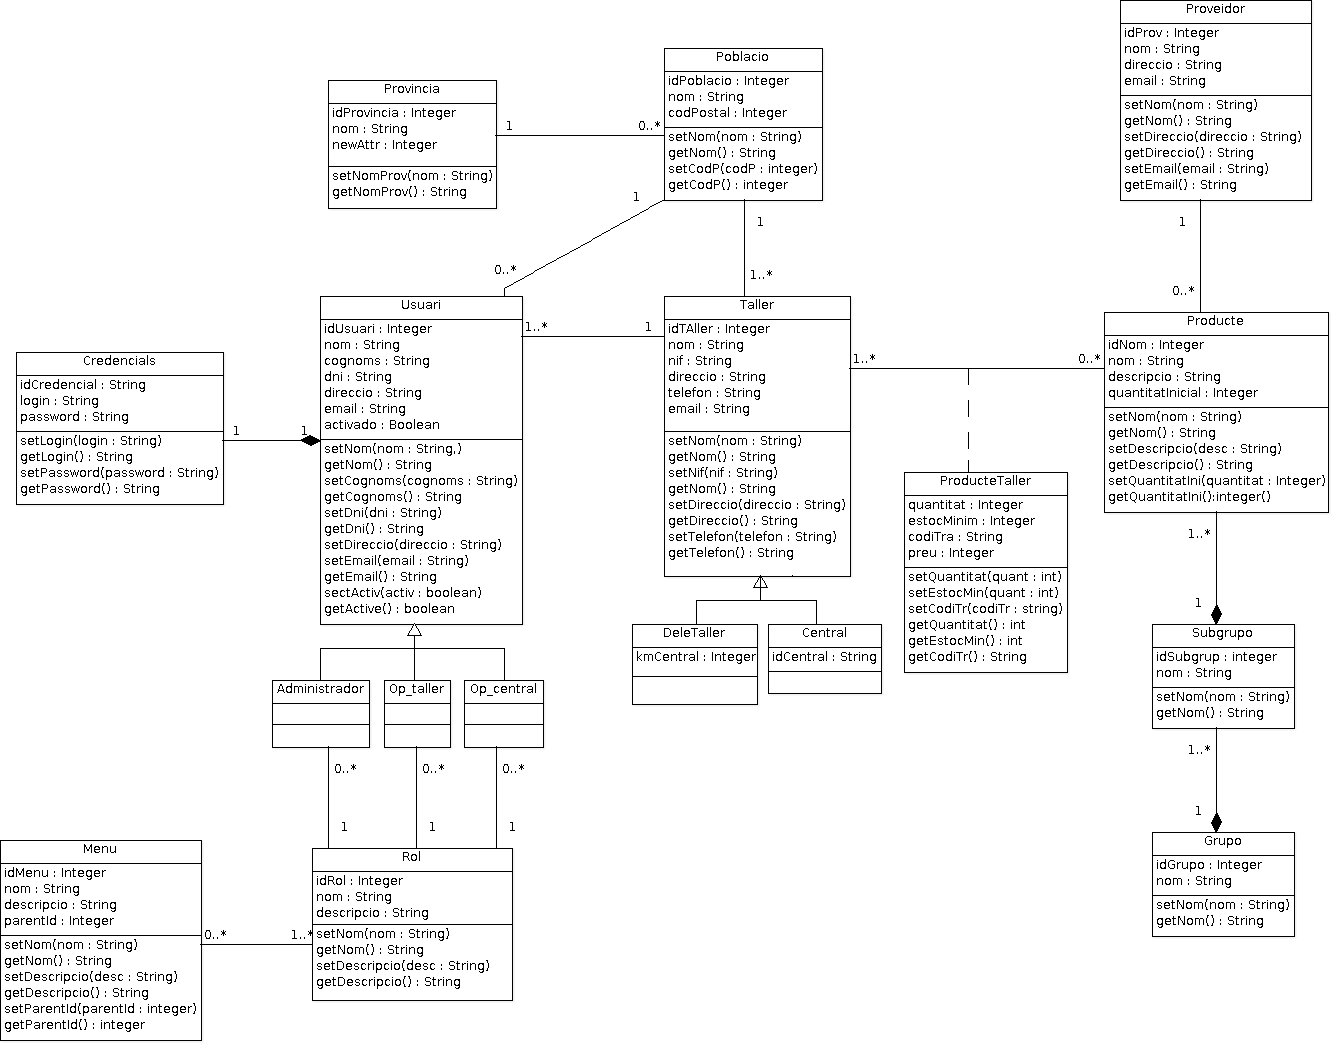 Proveidor
idProv : Integer
nom : String
direccio : String
email : String
setNom(nom : String)
getNom() : String
setDireccio(direccio : String)
getDireccio() : String
setEmail(email : String)
getEmail() : String
1
0..*
Poblacio
idPoblacio : Integer
nom : String
codPostal : Integer
setNom(nom : String)
getNom() : String
setCodP(codP : integer)
getCodP() : integer
Provincia
idProvincia : Integer
nom : String
newAttr : Integer
setNomProv(nom : String)
getNomProv() : String
1
0..*
1
0..*
1
1..*
Usuari
idUsuari : Integer
nom : String
cognoms : String
dni : String
direccio : String
email : String
activado : Boolean
setNom(nom : String,)
getNom() : String
setCognoms(cognoms : String)
getCognoms() : String
setDni(dni : String)
getDni() : String
setDireccio(direccio : String)
setEmail(email : String)
getEmail() : String
sectActiv(activ : boolean)
getActive() : boolean
1..*
1
Taller
idTAller : Integer
nom : String
nif : String
direccio : String
telefon : String
email : String
setNom(nom : String)
getNom() : String
setNif(nif : String)
getNom() : String
setDireccio(direccio : String)
getDireccio() : String
setTelefon(telefon : String)
getTelefon() : String
1..*
0..*
Producte
idNom : Integer
nom : String
descripcio : String
quantitatInicial : Integer
setNom(nom : String)
getNom() : String
setDescripcio(desc : String)
getDescripcio() : String
setQuantitatIni(quantitat : Integer)
getQuantitatIni():integer()
Credencials
idCredencial : String
login : String
password : String
setLogin(login : String)
getLogin() : String
setPassword(password : String)
getPassword() : String
1
1
ProducteTaller
quantitat : Integer
estocMinim : Integer
codiTra : String
preu : Integer
setQuantitat(quant : int)
setEstocMin(quant : int)
setCodiTr(codiTr : string)
getQuantitat() : int
getEstocMin() : int
getCodiTr() : String
1..*
1
DeleTaller
kmCentral : Integer
Central
idCentral : String
Subgrupo
idSubgrup : integer
nom : String
setNom(nom : String)
getNom() : String
1..*
1
Administrador
Op_taller
Op_central
0..*
0..*
0..*
1
1
1
Grupo
idGrupo : Integer
nom : String
setNom(nom : String)
getNom() : String
Menu
idMenu : Integer
nom : String
descripcio : String
parentId : Integer
setNom(nom : String)
getNom() : String
setDescripcio(desc : String)
getDescripcio() : String
setParentId(parentId : integer)
getParentId() : integer
0..*
1..*
Rol
idRol : Integer
nom : String
descripcio : String
setNom(nom : String)
getNom() : String
setDescripcio(desc : String)
getDescripcio() : String